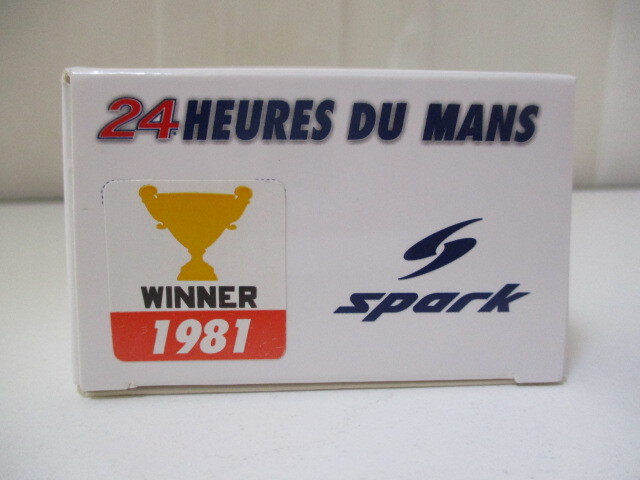 24 HEURES DU MANS
WINNER
1981
spark